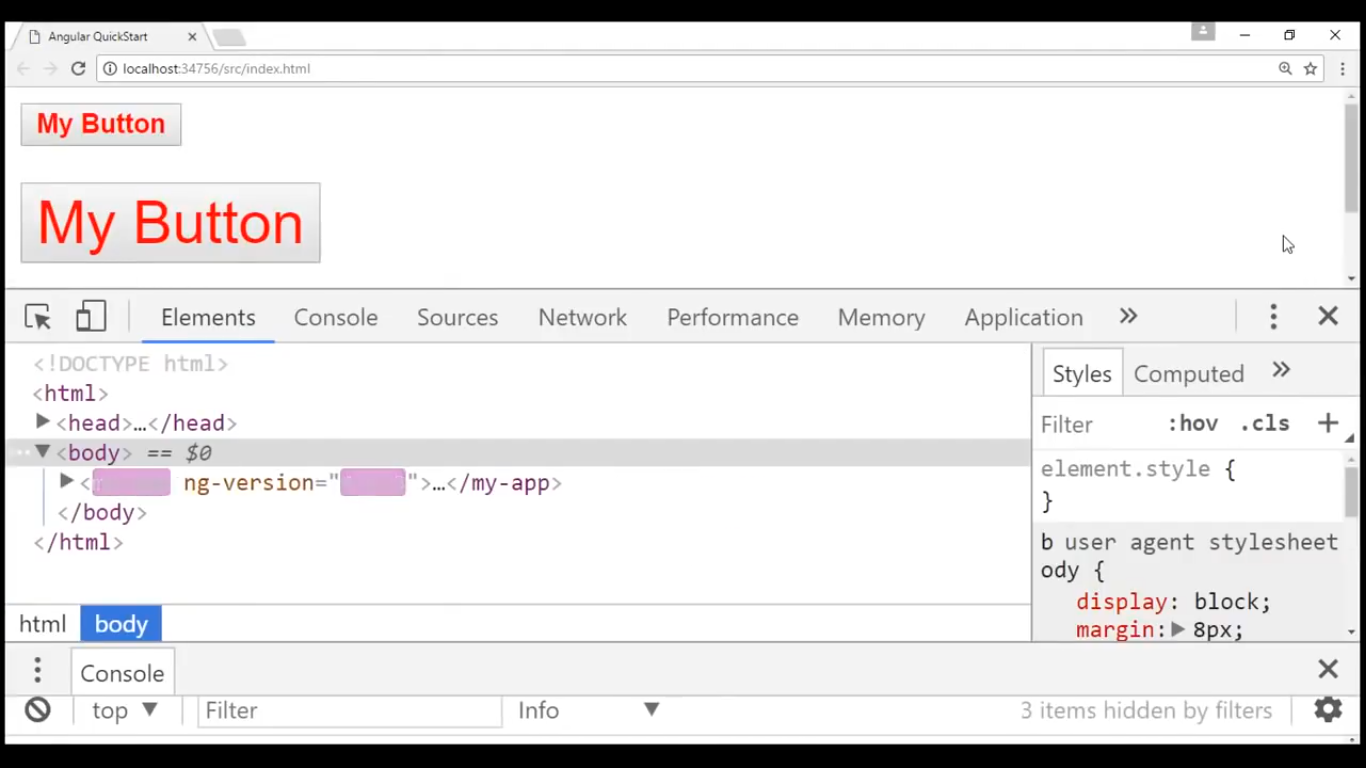 Angular QuickStart
localhost:34756/src/index.html
My Button
My Button
Elements Console Sources Network Performance Memory Application »
<!DOCTYPE html>
<html>
<head>…</head>
<body> == $0
< ng-version=" ">…</my-app>
</body>
</html>
html body
Styles Computed »
Filter :hov .cls +
element.style {
}
b user agent stylesheet
ody {
display: block;
margin: 8px;
Console
top Filter Info 3 items hidden by filters